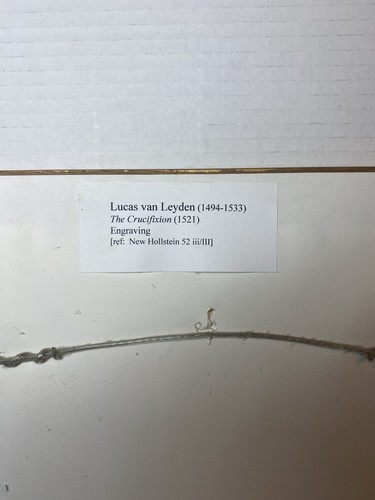 Lucas van Leyden (1494-1533)
The Crucifixion (1521)
Engraving
[ref: New Hollstein 52 iii/III]